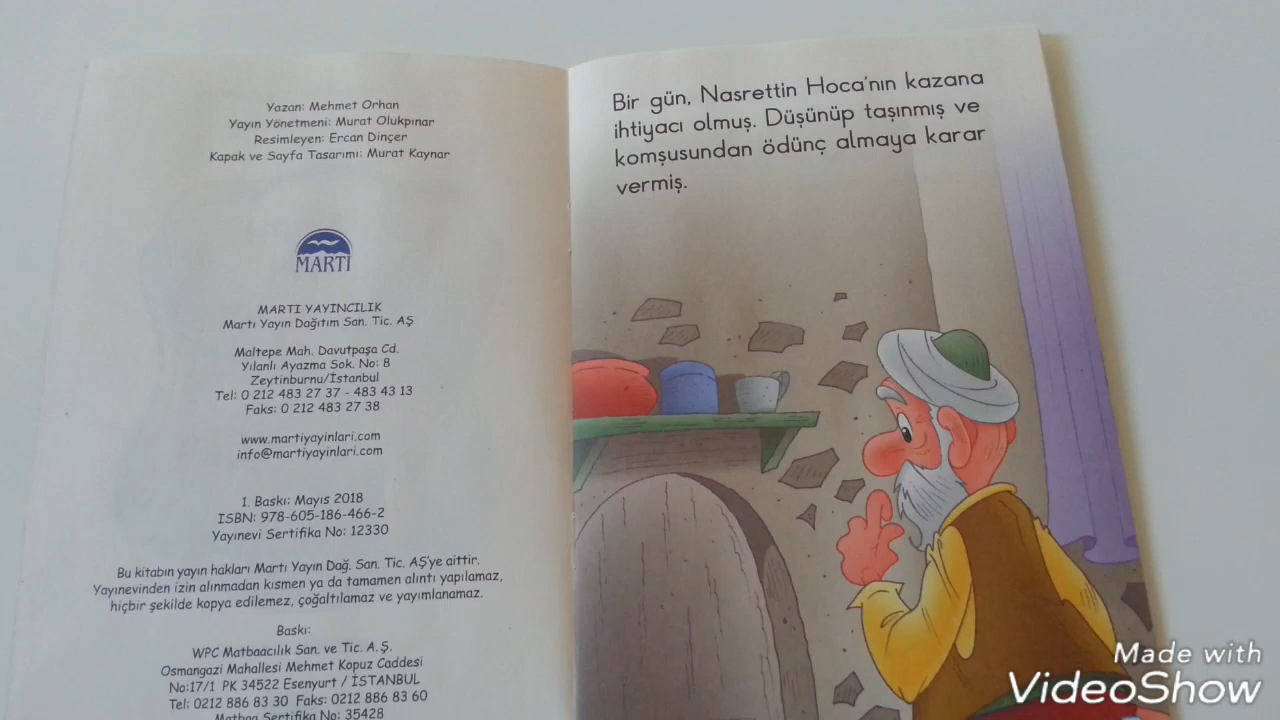 Yazan: Mehmet Orhan
Yayın Yönetmeni: Murat Olukpınar
Resimleyen: Ercan Dinçer
Kapak ve Sayfa Tasarımı: Murat Kaynar
MARTI
MARTI YAYINCILIK
Martı Yayın Dağıtım San. Tic. AŞ
Maltepe Mah. Davutpaşa Cd.
Yılanlı Ayazma Sok. No: 8
Zeytinburnu/İstanbul
Tel: 0 212 483 27 37 - 483 43 13
Faks: 0 212 483 27 38
www.martiyayinlari.com
info@martiyayinlari.com
1. Baskı: Mayıs 2018
ISBN: 978-605-186-466-2
Yayınevi Sertifika No: 12330
Bu kitabın yayın hakları Martı Yayın Dağ. San. Tic. AŞ'ye aittir.
Yayınevinden izin alınmadan kısmen ya da tamamen alıntı yapılamaz,
hiçbir şekilde kopya edilemez, çoğaltılamaz ve yayımlanamaz.
Baskı:
WPC Matbaacılık San. ve Tic. A.Ş.
Osmangazi Mahallesi Mehmet Kopuz Caddesi
No:17/1 PK 34522 Esenyurt / İSTANBUL
Tel: 0212 886 83 30 Faks: 0212 886 83 60
Matbaa Sertifika No: 35428
Bir gün, Nasrettin Hoca'nın kazana
ihtiyacı olmuş. Düşünüp taşınmış ve
komşusundan ödünç almaya karar
vermiş.
Made with
VideoShow